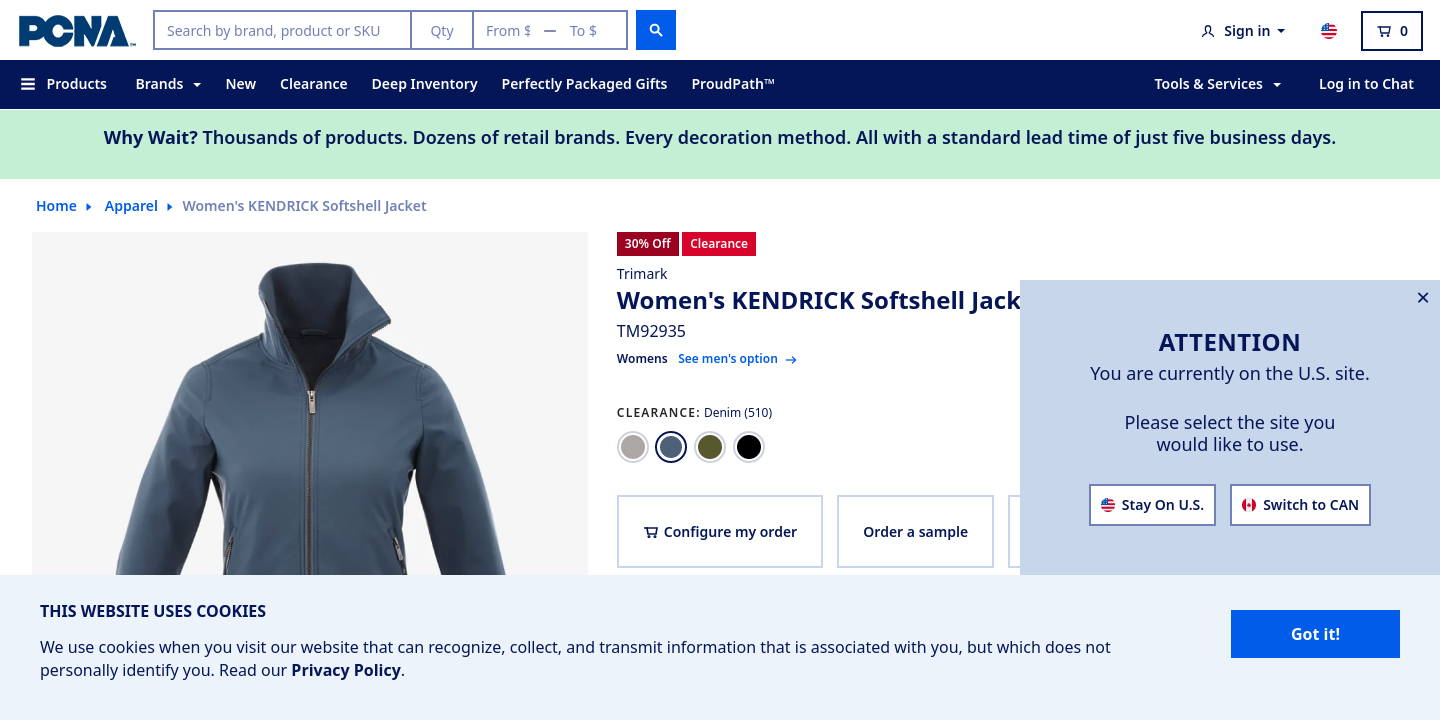 PCNA™
Search by brand, product or SKU
Qty
From $ — To $
Sign in
0
Products
Brands
New
Clearance
Deep Inventory
Perfectly Packaged Gifts
ProudPath™
Tools & Services
Log in to Chat
Why Wait? Thousands of products. Dozens of retail brands. Every decoration method. All with a standard lead time of just five business days.
Home
Apparel
Women's KENDRICK Softshell Jacket
30% Off
Clearance
Trimark
Women's KENDRICK Softshell Jack
TM92935
Womens
See men's option
CLEARANCE: Denim (510)
Configure my order
Order a sample
ATTENTION
You are currently on the U.S. site.
Please select the site you
would like to use.
Stay On U.S.
Switch to CAN
THIS WEBSITE USES COOKIES
We use cookies when you visit our website that can recognize, collect, and transmit information that is associated with you, but which does not
personally identify you. Read our Privacy Policy.
Got it!